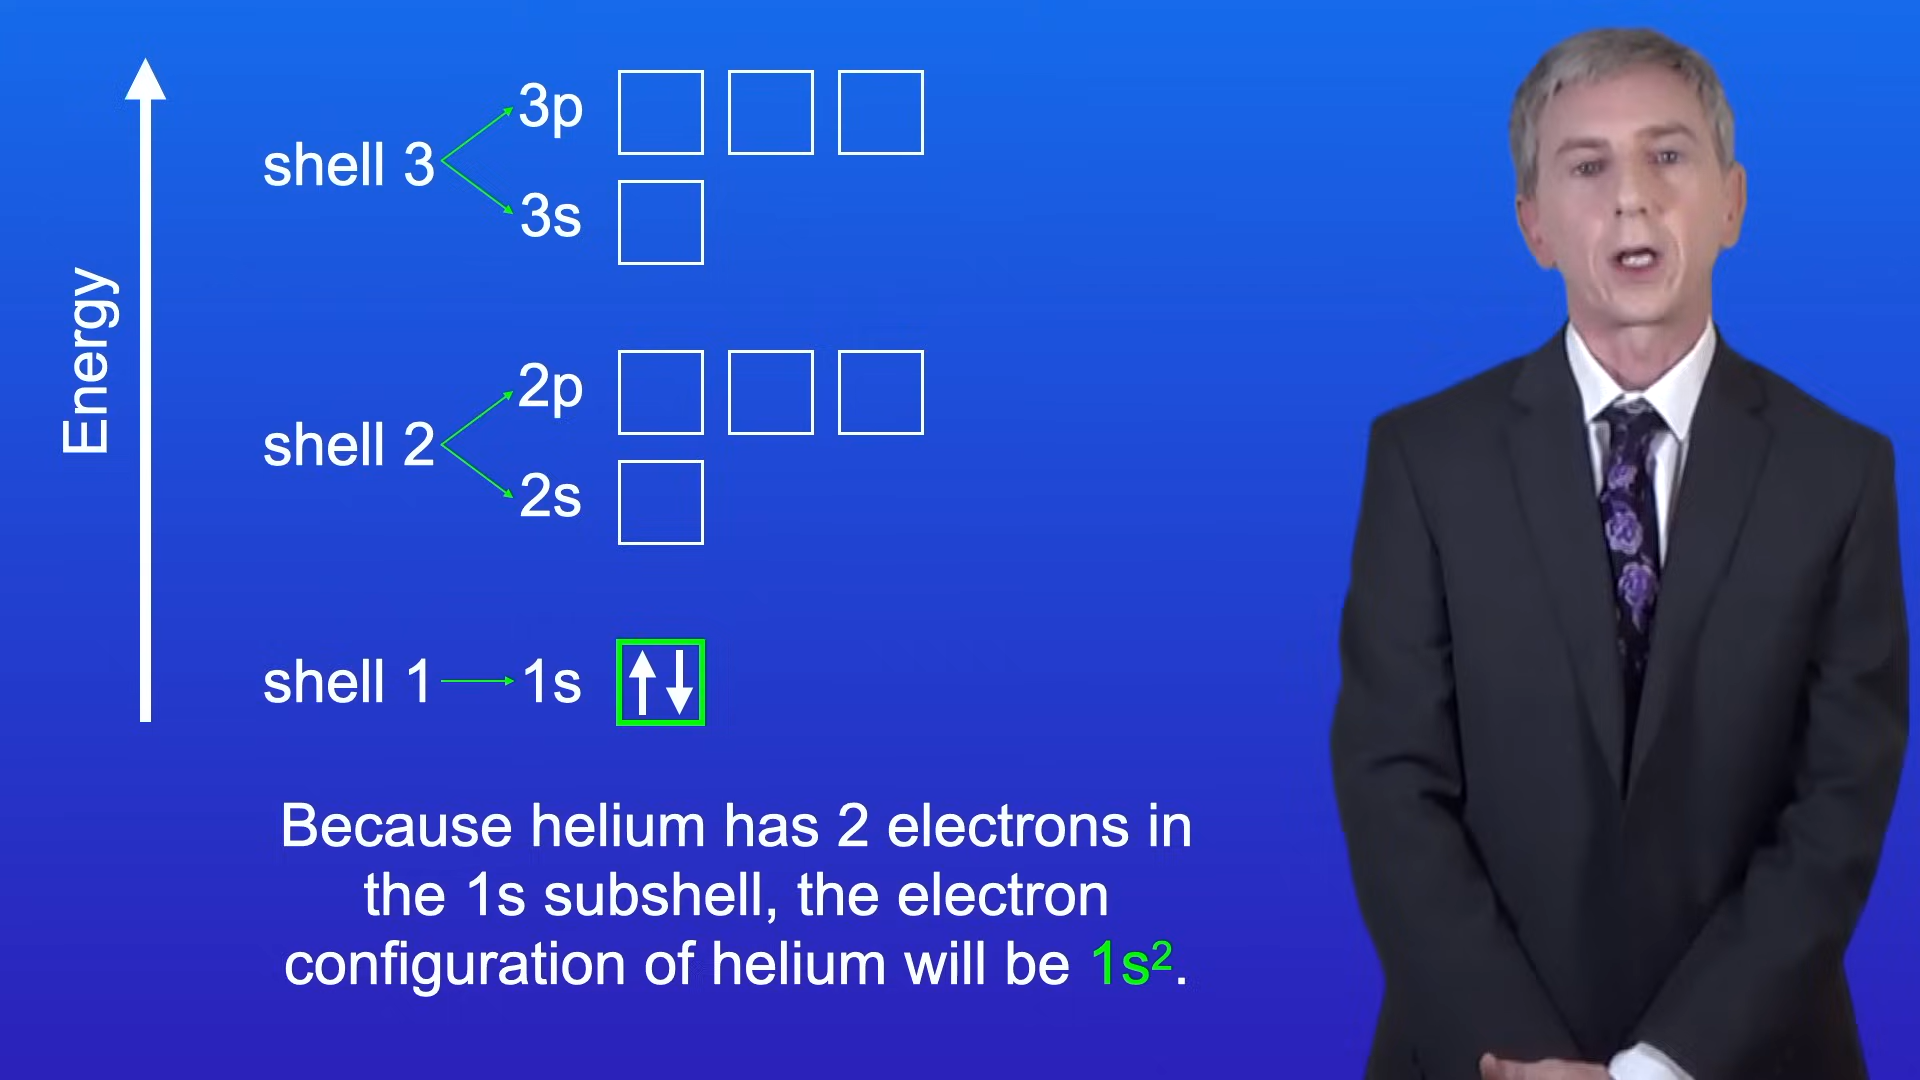 3p
shell 3
3s
Energy
2p
shell 2
2s
shell 1
1s
Because helium has 2 electrons in
the 1s subshell, the electron
configuration of helium will be 1s².